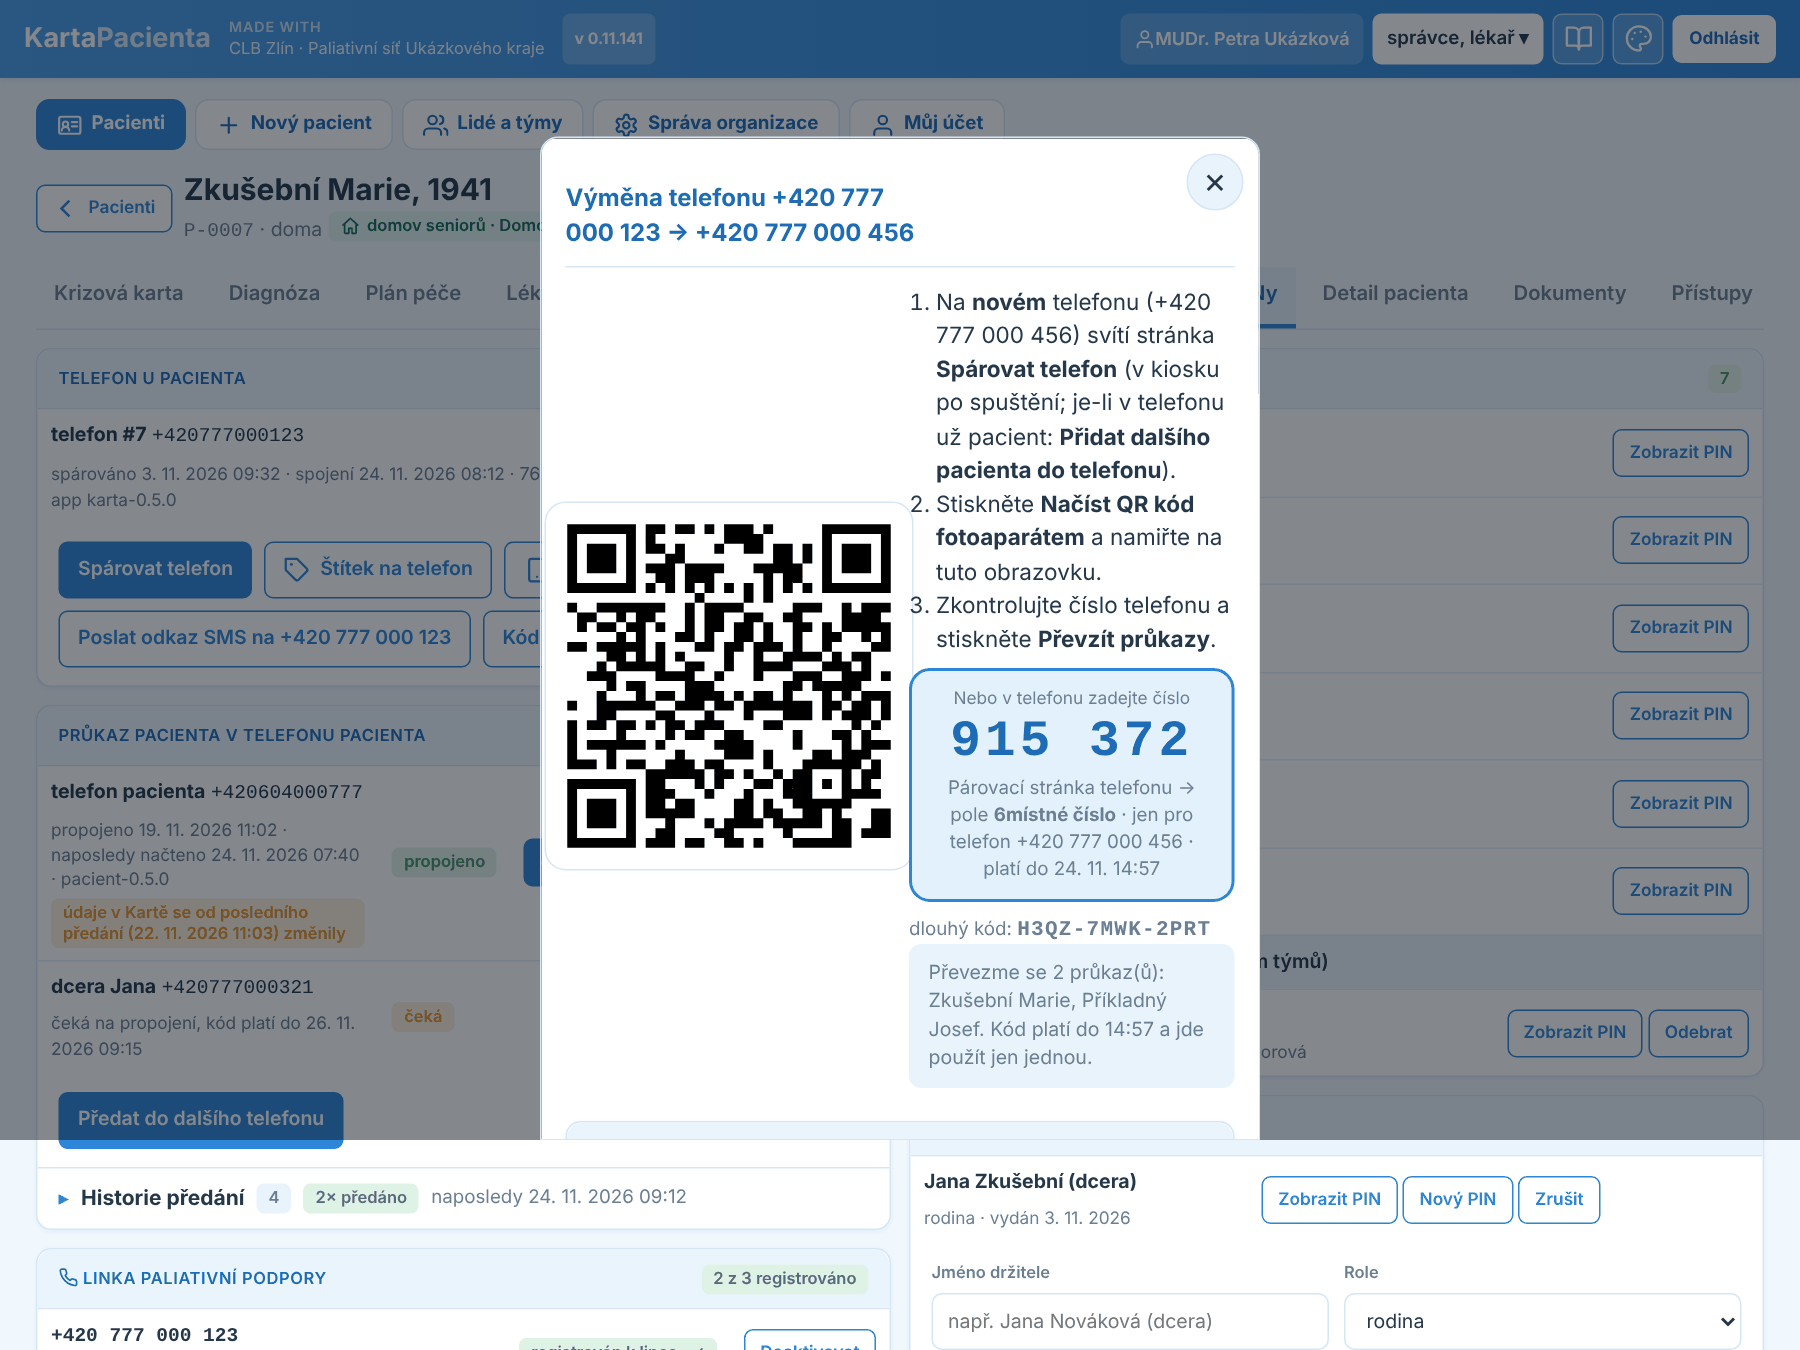 KartaPacienta
MADE WITH
CLB Zlín · Paliativní síť Ukázkového kraje
v 0.11.141
MUDr. Petra Ukázková
správce, lékař ▾
Odhlásit
Pacienti
Nový pacient
Lidé a týmy
Správa organizace
Můj účet
Pacienti
Zkušební Marie, 1941
P-0007 · doma
domov seniorů ·
Krizová karta
Diagnóza
Plán péče
Detail pacienta
Dokumenty
Přístupy
TELEFON U PACIENTA
7
telefon #7 +420777000123
spárováno 3. 11. 2026 09:32 · spojení 24. 11. 2026 08:12 · 76
app karta-0.5.0
Spárovat telefon
Štítek na telefon
Poslat odkaz SMS na +420 777 000 123
Kód
PRŮKAZ PACIENTA V TELEFONU PACIENTA
telefon pacienta +420604000777
propojeno 19. 11. 2026 11:02 ·
naposledy načteno 24. 11. 2026 07:40
· pacient-0.5.0
propojeno
údaje v Kartě se od posledního
předání (22. 11. 2026 11:03) změnily
dcera Jana +420777000321
čeká na propojení, kód platí do 26. 11.
2026 09:15
čeká
Předat do dalšího telefonu
Historie předání
4
2× předáno
naposledy 24. 11. 2026 09:12
LINKA PALIATIVNÍ PODPORY
2 z 3 registrováno
+420 777 000 123
Výměna telefonu +420 777
000 123 → +420 777 000 456
✕
1. Na novém telefonu (+420
777 000 456) svítí stránka
Spárovat telefon (v kiosku
po spuštění; je-li v telefonu
už pacient: Přidat dalšího
pacienta do telefonu).
2. Stiskněte Načíst QR kód
fotoaparátem a namiřte na
tuto obrazovku.
3. Zkontrolujte číslo telefonu a
stiskněte Převzít průkazy.
Nebo v telefonu zadejte číslo
915 372
Párovací stránka telefonu →
pole 6místné číslo · jen pro
telefon +420 777 000 456 ·
platí do 24. 11. 14:57
dlouhý kód: H3QZ-7MWK-2PRT
Převezme se 2 průkaz(ů):
Zkušební Marie, Příkladný
Josef. Kód platí do 14:57 a jde
použít jen jednou.
Zobrazit PIN
Zobrazit PIN
Zobrazit PIN
Zobrazit PIN
Zobrazit PIN
Zobrazit PIN
týmů)
Zobrazit PIN
Odebrat
Jana Zkušební (dcera)
rodina · vydán 3. 11. 2026
Zobrazit PIN
Nový PIN
Zrušit
Jméno držitele
Role
např. Jana Nováková (dcera)
rodina